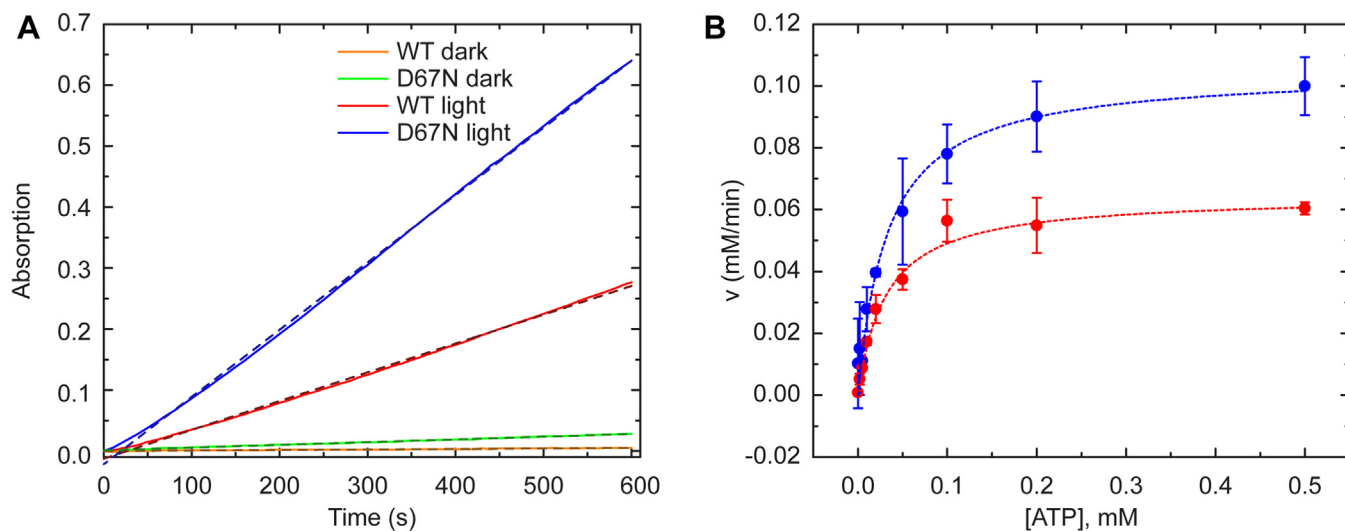 A
0.7
0.6
0.5
0.4
0.3
0.2
0.1
0.0
Absorption
WT dark
D67N dark
WT light
D67N light
0 100 200 300 400 500 600
Time (s)
B
0.12
0.10
0.08
0.06
0.04
0.02
0.00
-0.02
v (mM/min)
0.0 0.1 0.2 0.3 0.4 0.5
[ATP], mM